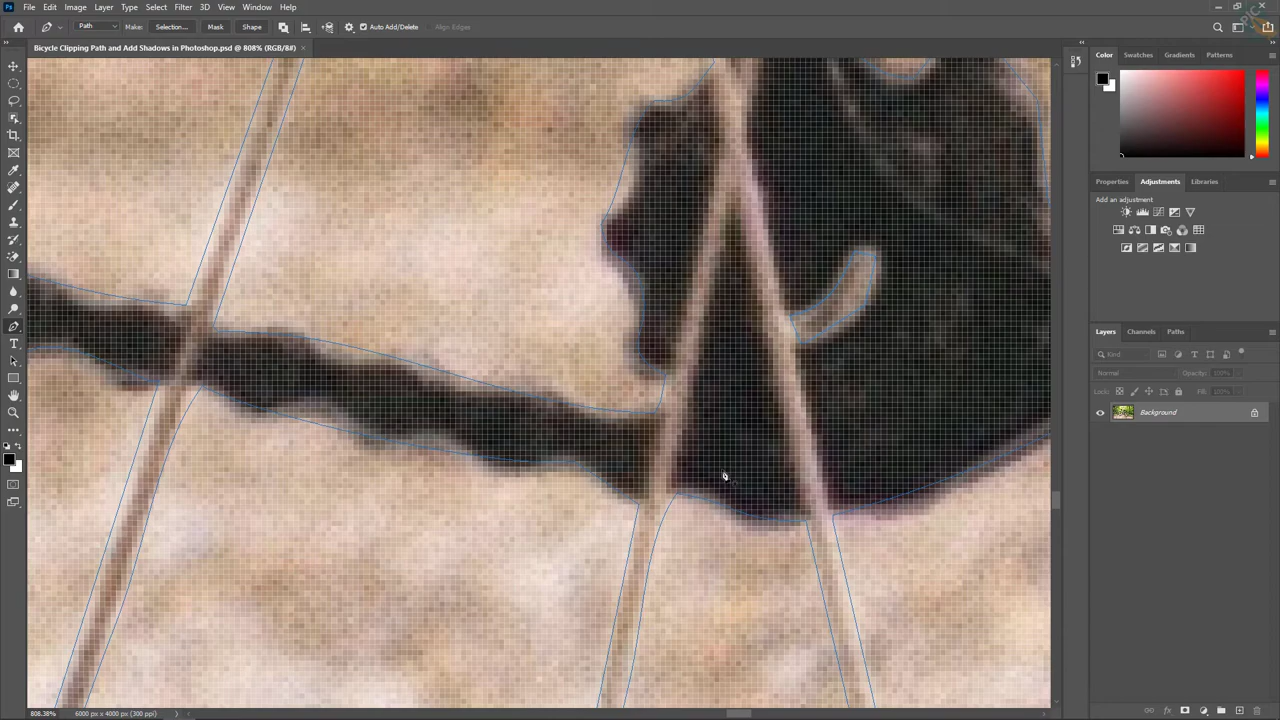 Ps File Edit Image Layer Type Select Filter 3D View Window Help
Path Make: Selection... Mask Shape Auto Add/Delete Align Edges
Bicycle Clipping Path and Add Shadows in Photoshop.psd @ 808% (RGB/8#) ×
Color Swatches Gradients Patterns
Properties Adjustments Libraries
Add an adjustment
Layers Channels Paths
Kind
Normal Opacity: 100%
Lock: Fill: 100%
Background
808.38% 6000 px x 4000 px (300 ppi)